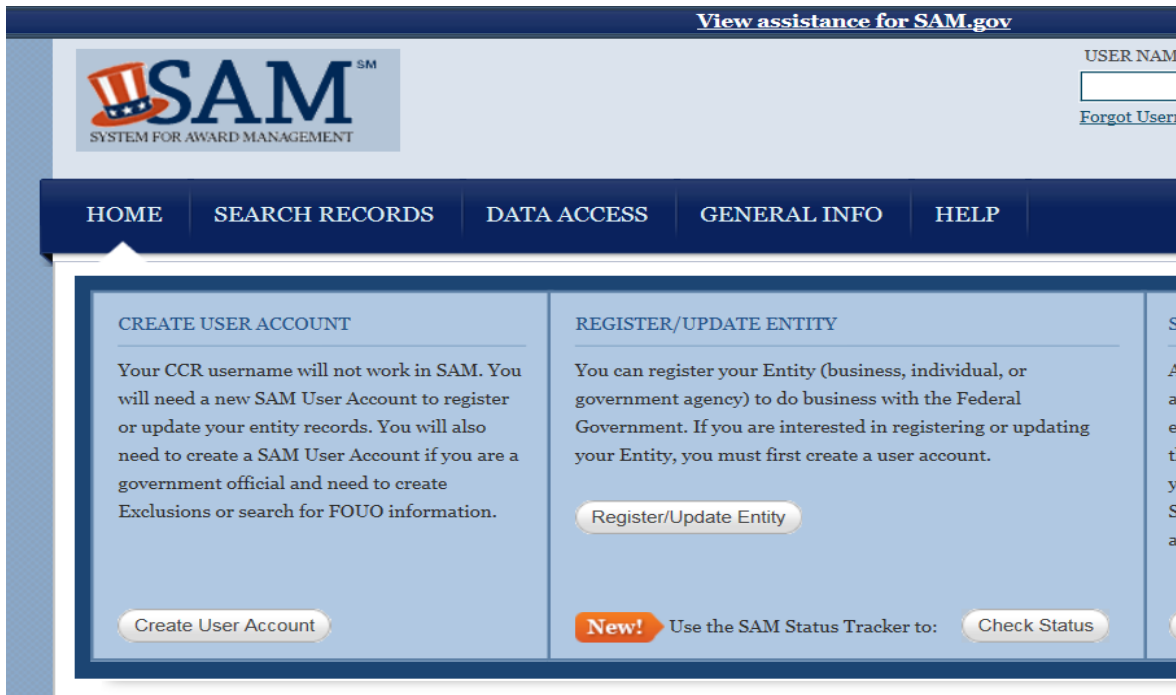 View assistance for SAM.gov
SAM SM
SYSTEM FOR AWARD MANAGEMENT
USER NAM
Forgot User
HOME SEARCH RECORDS DATA ACCESS GENERAL INFO HELP
CREATE USER ACCOUNT
Your CCR username will not work in SAM. You
will need a new SAM User Account to register
or update your entity records. You will also
need to create a SAM User Account if you are a
government official and need to create
Exclusions or search for FOUO information.
Create User Account
REGISTER/UPDATE ENTITY
You can register your Entity (business, individual, or
government agency) to do business with the Federal
Government. If you are interested in registering or updating
your Entity, you must first create a user account.
Register/Update Entity
New! Use the SAM Status Tracker to: Check Status